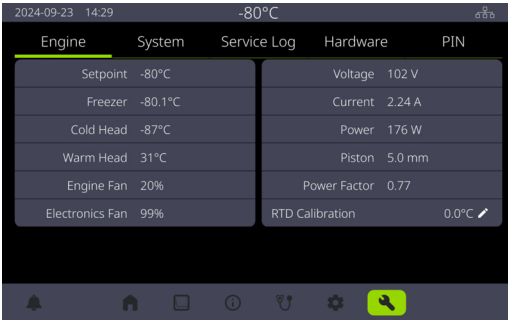 2024-09-23 14:29 -80°C
Engine System Service Log Hardware PIN
Setpoint -80°C
Freezer -80.1°C
Cold Head -87°C
Warm Head 31°C
Engine Fan 20%
Electronics Fan 99%
Voltage 102 V
Current 2.24 A
Power 176 W
Piston 5.0 mm
Power Factor 0.77
RTD Calibration 0.0°C